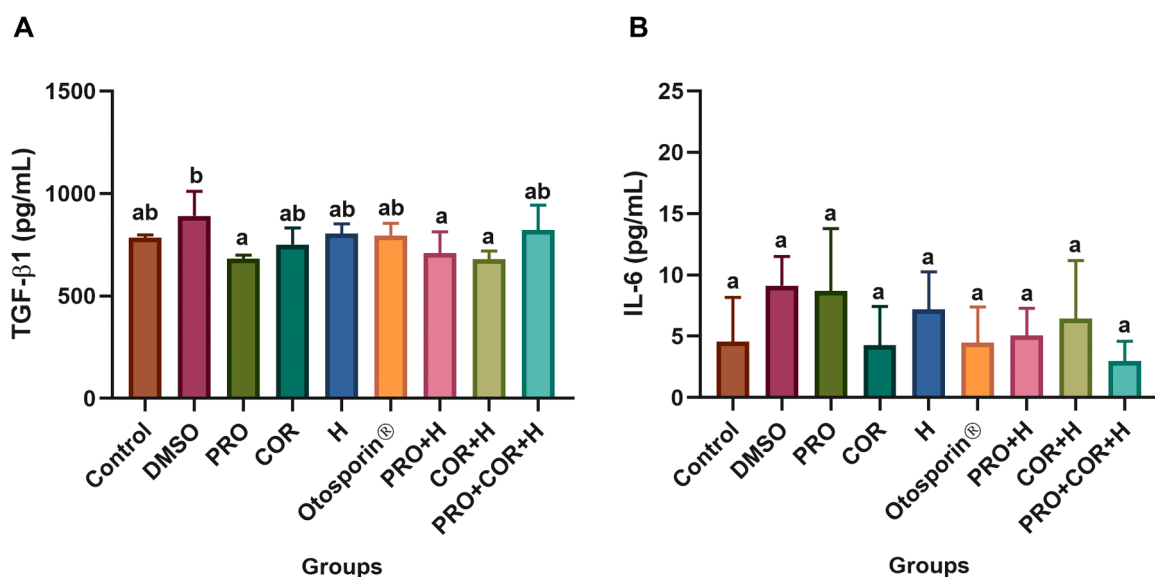 A
TGF-β1 (pg/mL)
1500
1000
500
0
ab
b
a
ab
ab
ab
a
a
ab
Control
DMSO
PRO
COR
H
Otosporin®
PRO+H
COR+H
PRO+COR+H
Groups
B
IL-6 (pg/mL)
25
20
15
10
5
0
a
a
a
a
a
a
a
a
a
Control
DMSO
PRO
COR
H
Otosporin®
PRO+H
COR+H
PRO+COR+H
Groups